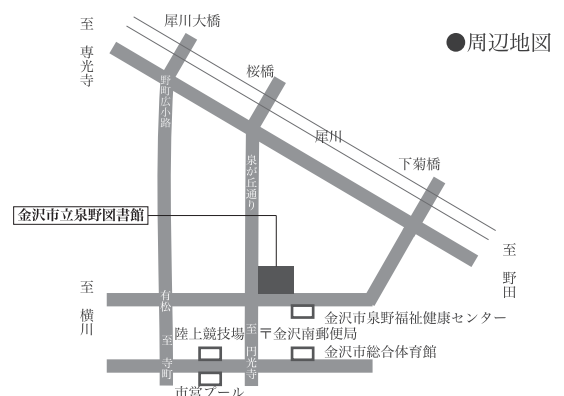 ●周辺地図
至 専光寺
犀川大橋
桜橋
犀川
下菊橋
野町広小路
泉が丘通り
金沢市立泉野図書館
至 野田
至 横川
有松
金沢市泉野福祉健康センター
陸上競技場
〒金沢南郵便局
至 寺町
至 円光寺
金沢市総合体育館
市営プール